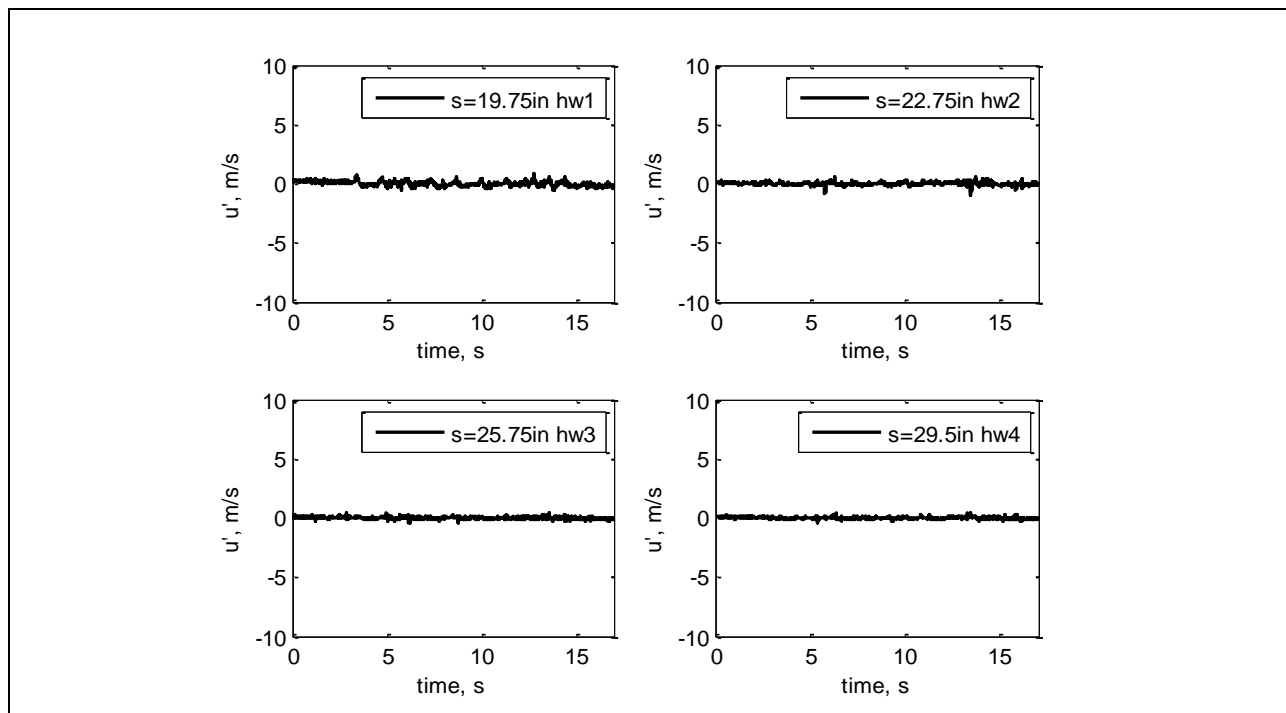 10
5
0
-5
-10
u', m/s
s=19.75in hw1
0 5 10 15
time, s
10
5
0
-5
-10
u', m/s
s=22.75in hw2
0 5 10 15
time, s
10
5
0
-5
-10
u', m/s
s=25.75in hw3
0 5 10 15
time, s
10
5
0
-5
-10
u', m/s
s=29.5in hw4
0 5 10 15
time, s